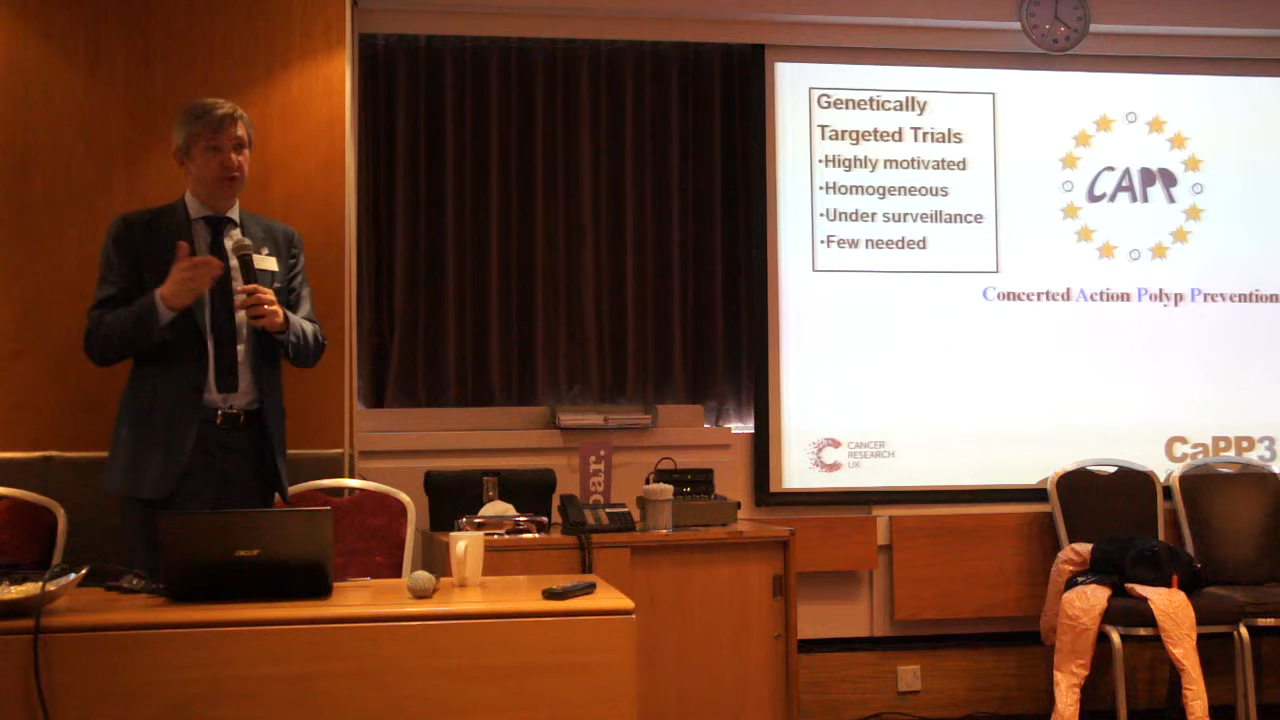 Genetically
Targeted Trials
•Highly motivated
•Homogeneous
•Under surveillance
•Few needed
CAPP
Concerted Action Polyp Prevention
CANCER
RESEARCH
UK
CaPP3
bar.
acer